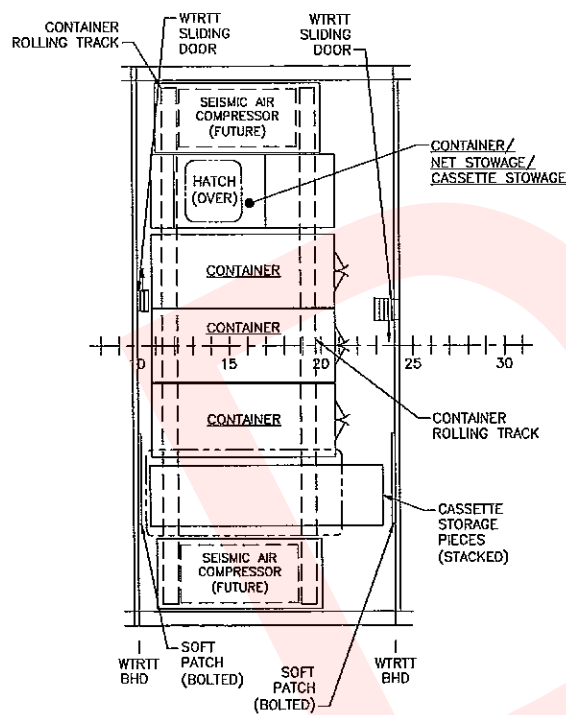 CONTAINER
ROLLING TRACK
WTRTT
SLIDING
DOOR
WTRTT
SLIDING
DOOR
SEISMIC AIR
COMPRESSOR
(FUTURE)
HATCH
(OVER)
CONTAINER/
NET STOWAGE/
CASSETTE STOWAGE
CONTAINER
CONTAINER
10
15
20
25
30
CONTAINER
CONTAINER
ROLLING TRACK
CASSETTE
STORAGE
PIECES
(STACKED)
SEISMIC AIR
COMPRESSOR
(FUTURE)
WTRTT
BHD
SOFT
PATCH
(BOLTED)
SOFT
PATCH
(BOLTED)
WTRTT
BHD